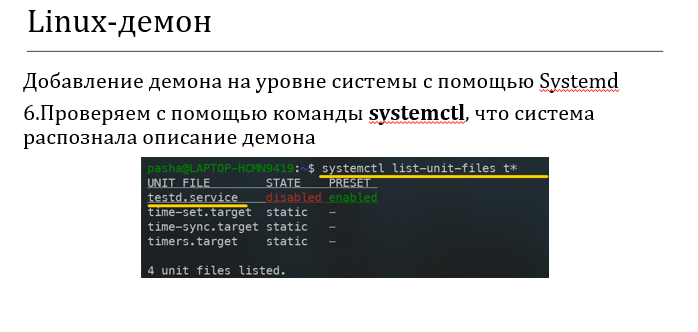 Linux-демон
Добавление демона на уровне системы с помощью Systemd
6.Проверяем с помощью команды systemctl, что система
распознала описание демона
pasha@LAPTOP-HCMN9419:~$ systemctl list-unit-files t*
UNIT FILE STATE PRESET
testd.service disabled enabled
time-set.target static –
time-sync.target static –
timers.target static –
4 unit files listed.